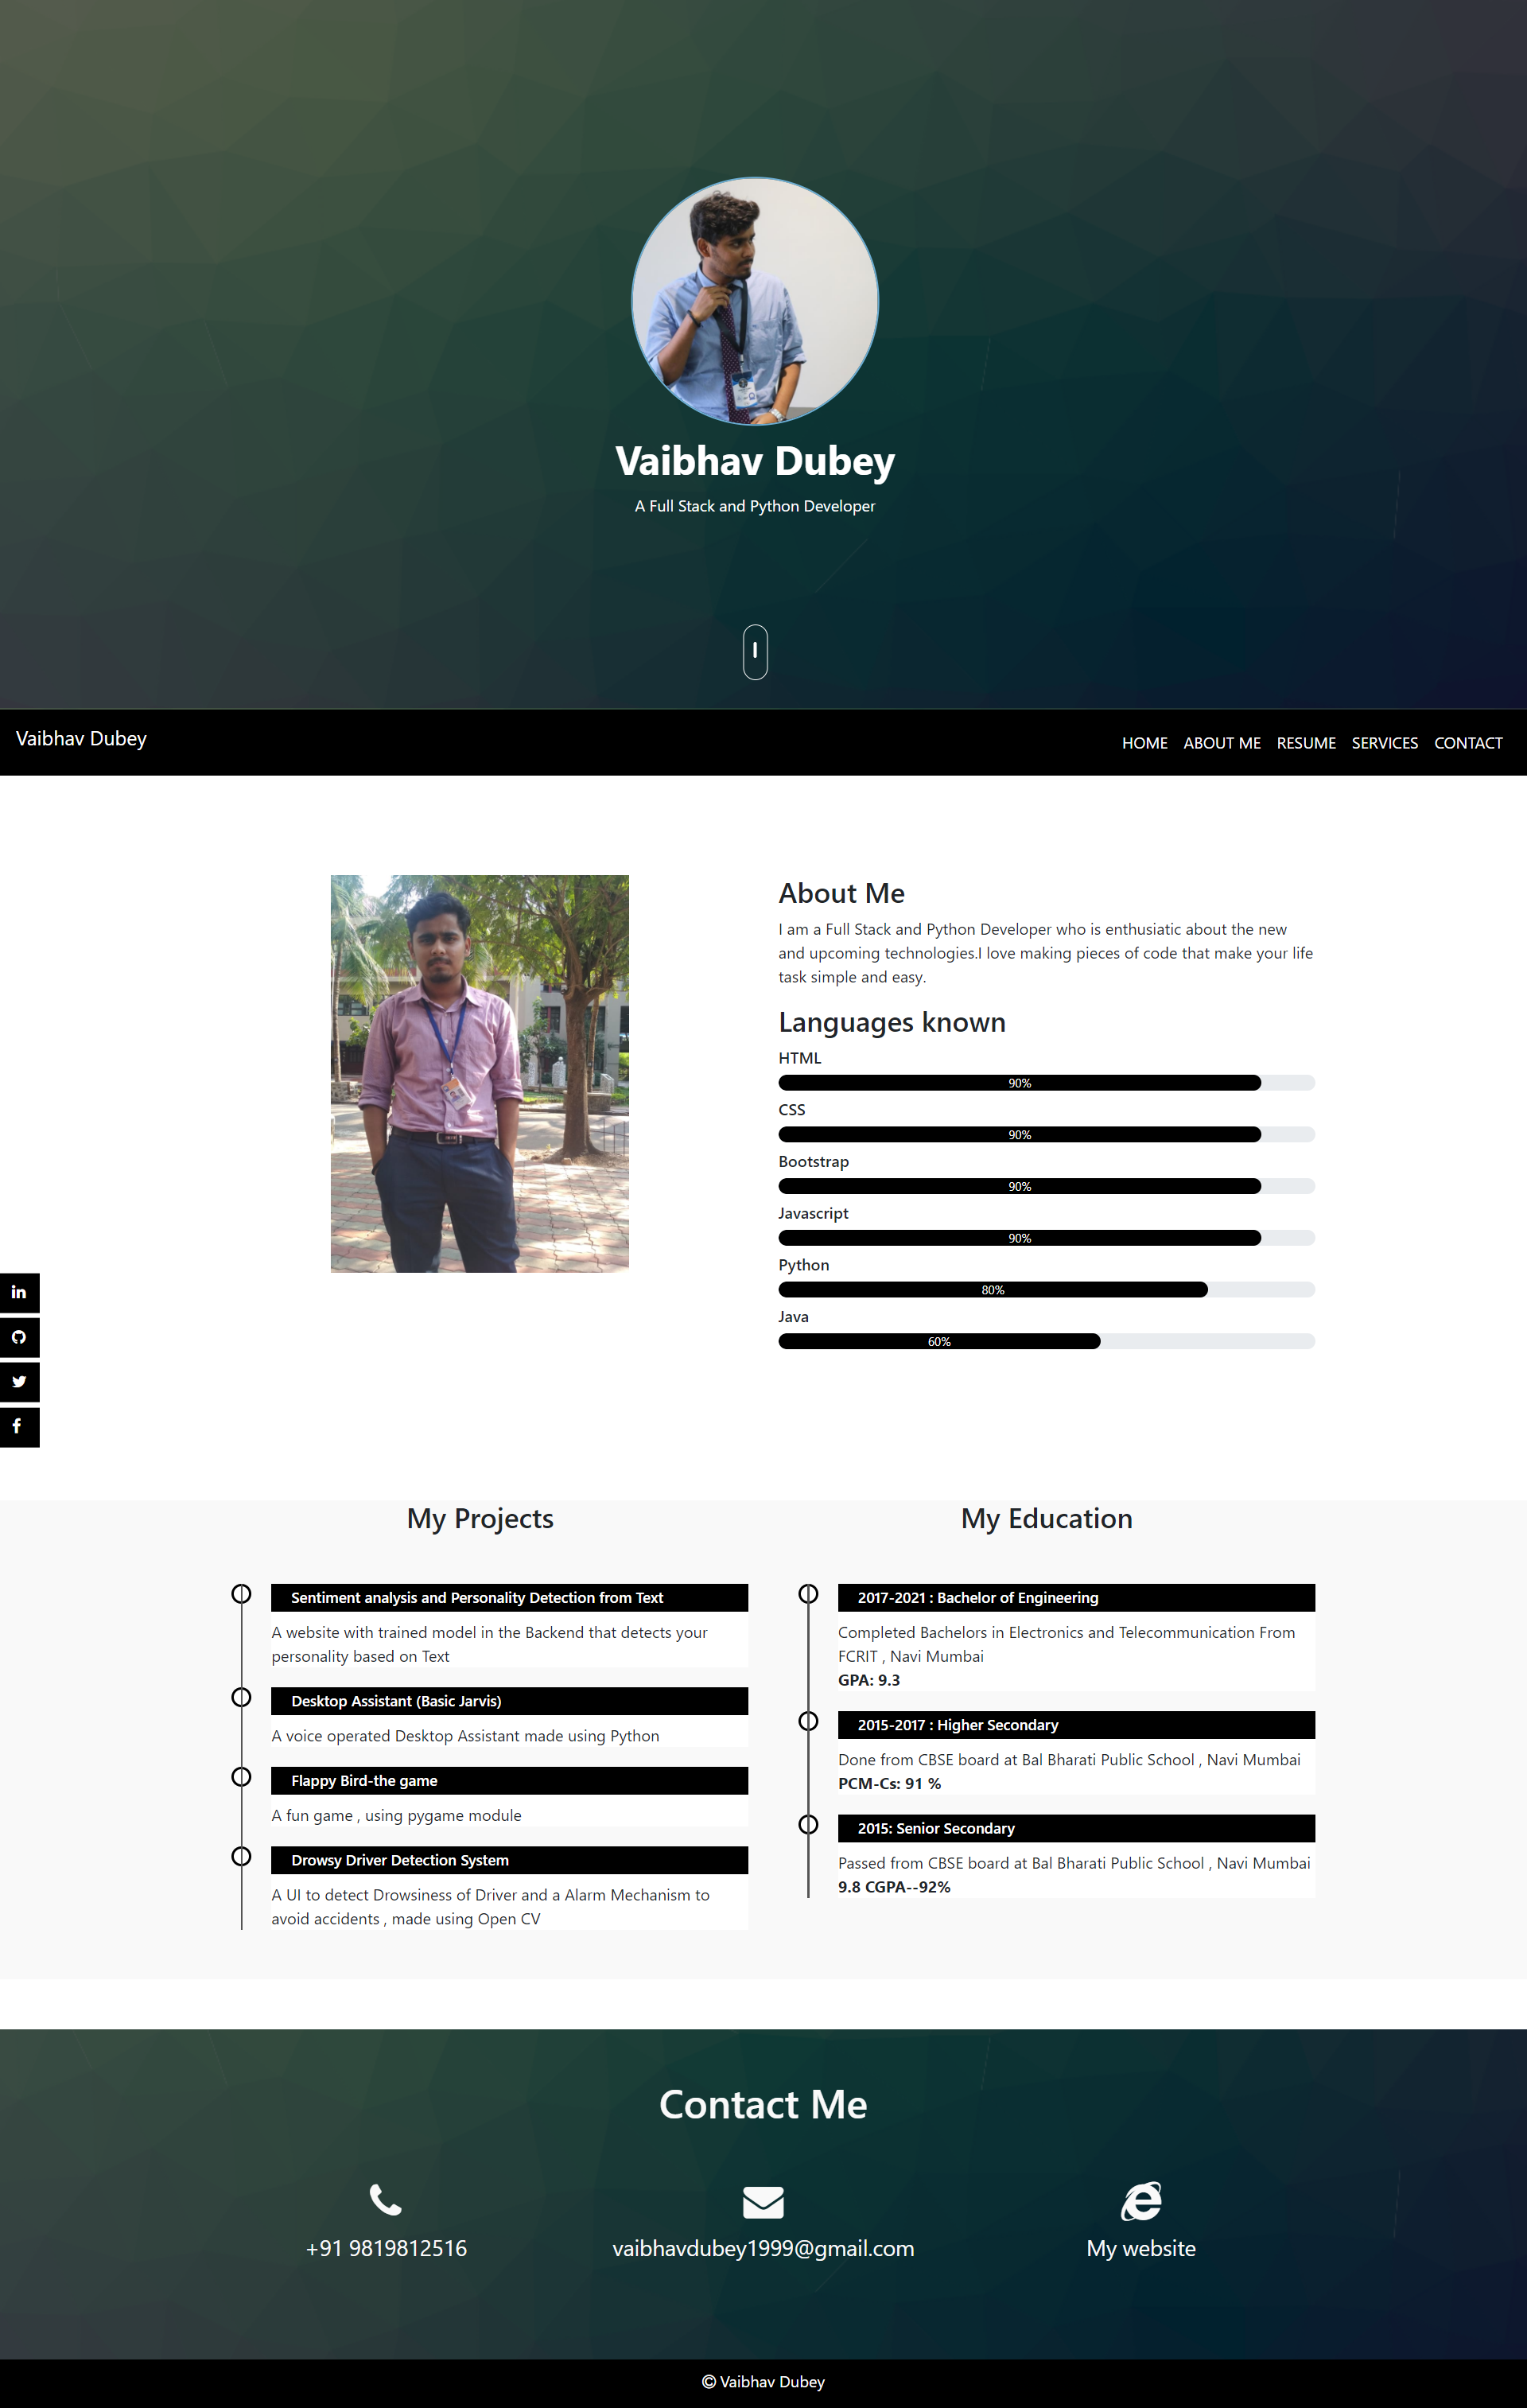 Vaibhav Dubey
A Full Stack and Python Developer
Vaibhav Dubey
HOME ABOUT ME RESUME SERVICES CONTACT
About Me
I am a Full Stack and Python Developer who is enthusiatic about the new
and upcoming technologies.I love making pieces of code that make your life
task simple and easy.
Languages known
HTML
90%
CSS
90%
Bootstrap
90%
Javascript
90%
Python
80%
Java
60%
My Projects
Sentiment analysis and Personality Detection from Text
A website with trained model in the Backend that detects your
personality based on Text
Desktop Assistant (Basic Jarvis)
A voice operated Desktop Assistant made using Python
Flappy Bird-the game
A fun game , using pygame module
Drowsy Driver Detection System
A UI to detect Drowsiness of Driver and a Alarm Mechanism to
avoid accidents , made using Open CV
My Education
2017-2021 : Bachelor of Engineering
Completed Bachelors in Electronics and Telecommunication From
FCRIT , Navi Mumbai
GPA: 9.3
2015-2017 : Higher Secondary
Done from CBSE board at Bal Bharati Public School , Navi Mumbai
PCM-Cs: 91 %
2015: Senior Secondary
Passed from CBSE board at Bal Bharati Public School , Navi Mumbai
9.8 CGPA--92%
Contact Me
+91 9819812516
vaibhavdubey1999@gmail.com
My website
© Vaibhav Dubey